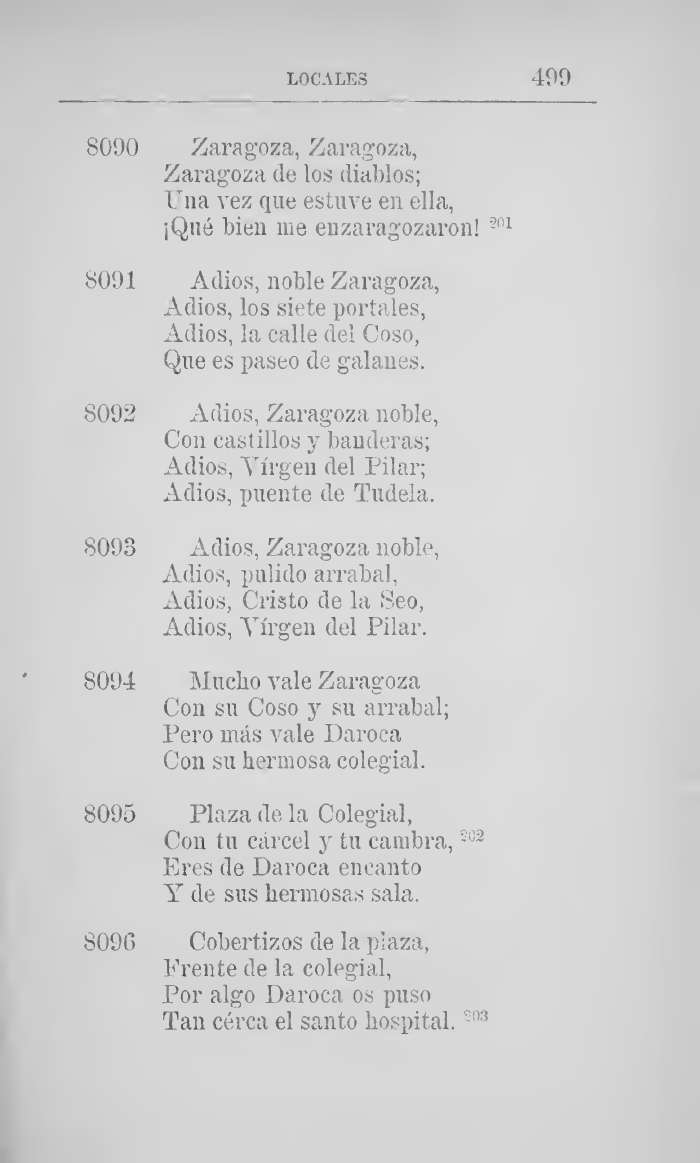 LOCALES 499
8090 Zaragoza, Zaragoza,
Zaragoza de los diablos;
Una vez que estuve en ella,
¡Qué bien me enzaragozaron! 201
8091 Adios, noble Zaragoza,
Adios, los siete portales,
Adios, la calle del Coso,
Que es paseo de galanes.
8092 Adios, Zaragoza noble,
Con castillos y banderas;
Adios, Vírgen del Pilar;
Adios, puente de Tudela.
8093 Adios, Zaragoza noble,
Adios, pulido arrabal,
Adios, Cristo de la Seo,
Adios, Vírgen del Pilar.
8094 Mucho vale Zaragoza
Con su Coso y su arrabal;
Pero más vale Daroca
Con su hermosa colegial.
8095 Plaza de la Colegial,
Con tu cárcel y tu cambra, 202
Eres de Daroca encanto
Y de sus hermosas sala.
8096 Cobertizos de la plaza,
Frente de la colegial,
Por algo Daroca os puso
Tan cérca el santo hospital. 203